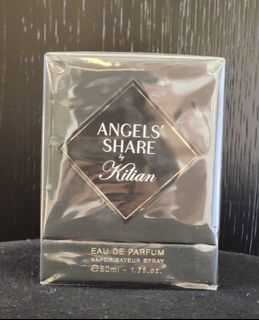 ANGELS'
SHARE
by
Kilian
EAU DE PARFUM
VAPORISATEUR SPRAY
℮50ml - 1.7fl.oz.